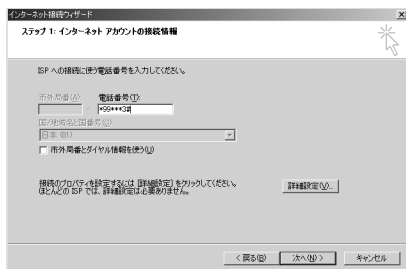 インターネット接続ウィザード
ステップ 1: インターネット アカウントの接続情報
ISP への接続に使う電話番号を入力してください。
市外局番(A): 電話番号(T):
*99***3#
国/地域名と国番号(C):
日本 (81)
市外局番とダイヤル情報を使う(U)
接続のプロパティを設定するには [詳細設定] をクリックしてください。
ほとんどの ISP では、詳細設定は必要ありません。
詳細設定(V)...
< 戻る(B) 次へ(N) > キャンセル